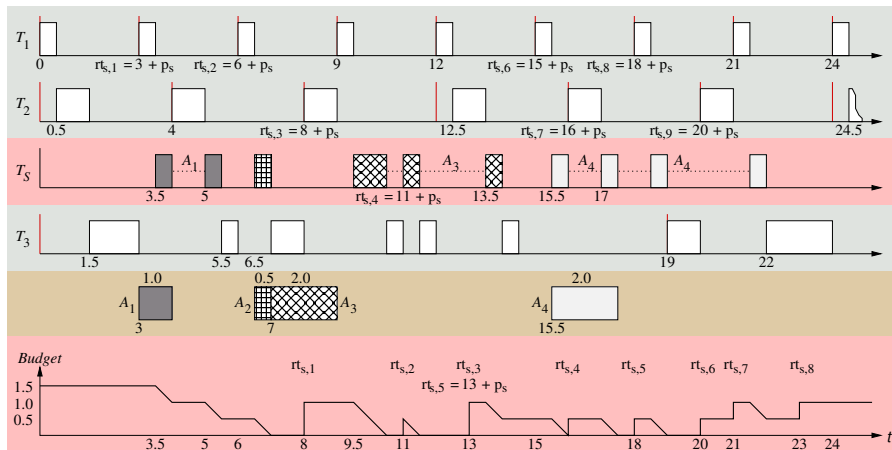 T1
0 rts,1 = 3 + ps rts,2 = 6 + ps 9 12 rts,6 = 15 + ps rts,8 = 18 + ps 21 24
T2
0.5 4 rts,3 = 8 + ps 12.5 rts,7 = 16 + ps rts,9 = 20 + ps 24.5
TS A1 A3 A4 A4
3.5 5 rts,4 = 11 + ps 13.5 15.5 17
T3
1.5 5.5 6.5 19 22
1.0 0.5 2.0 2.0
A1 A2 A3 A4
3 7 15.5
Budget rts,1 rts,2 rts,3 rts,4 rts,5 rts,6 rts,7 rts,8
rts,5 = 13 + ps
1.5
1.0
0.5
3.5 5 6 8 9.5 11 13 15 16 18 20 21 23 24 t